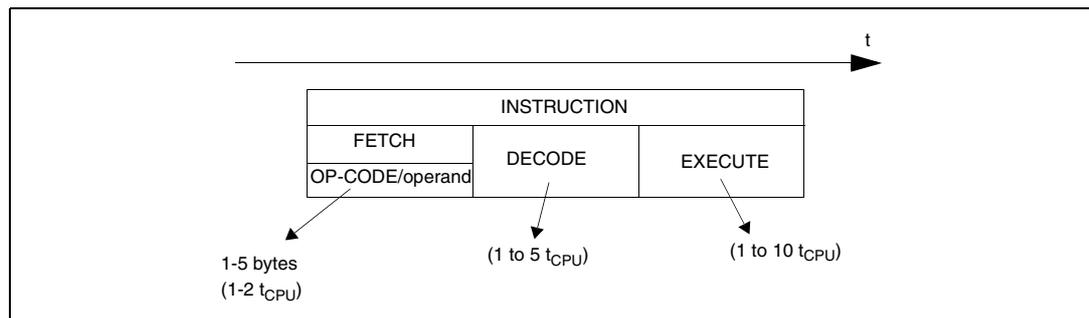 t
INSTRUCTION
FETCH
OP-CODE/operand
DECODE
EXECUTE
1-5 bytes
(1-2 tCPU)
(1 to 5 tCPU)
(1 to 10 tCPU)